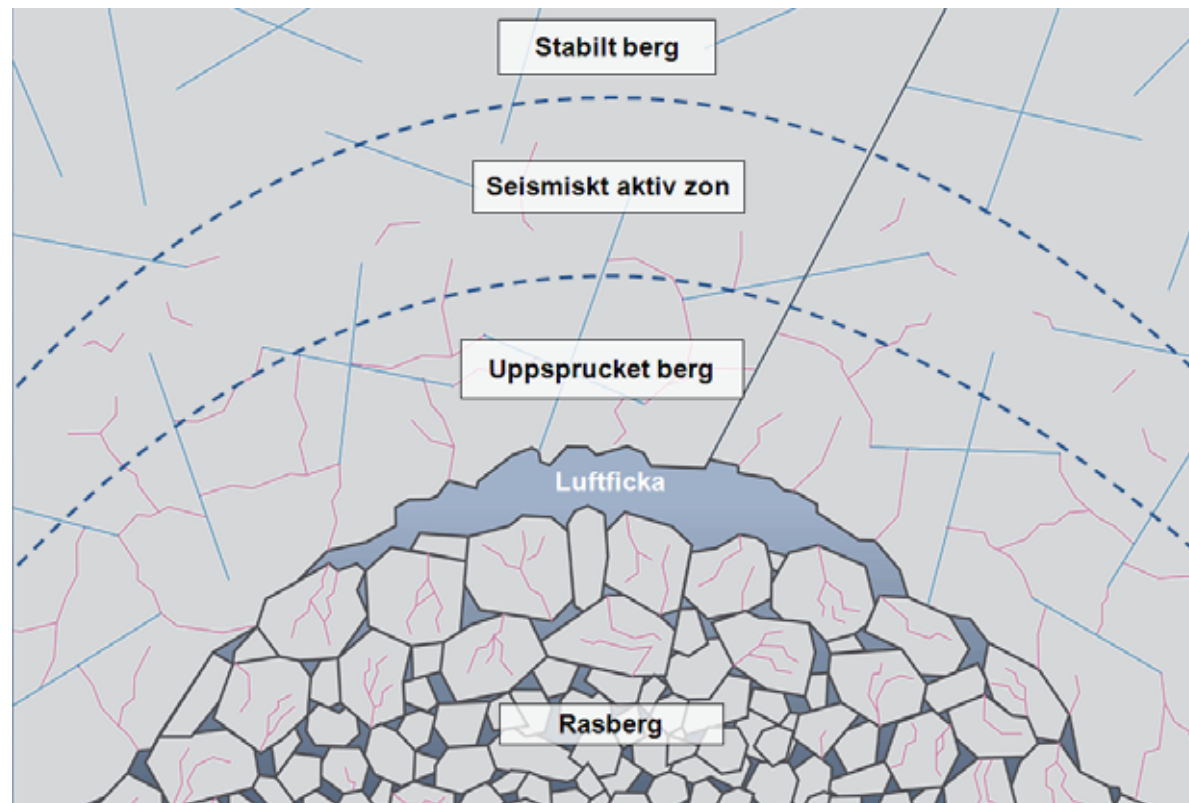 Stabilt berg
Seismiskt aktiv zon
Uppsprucket berg
Luftficka
Rasberg